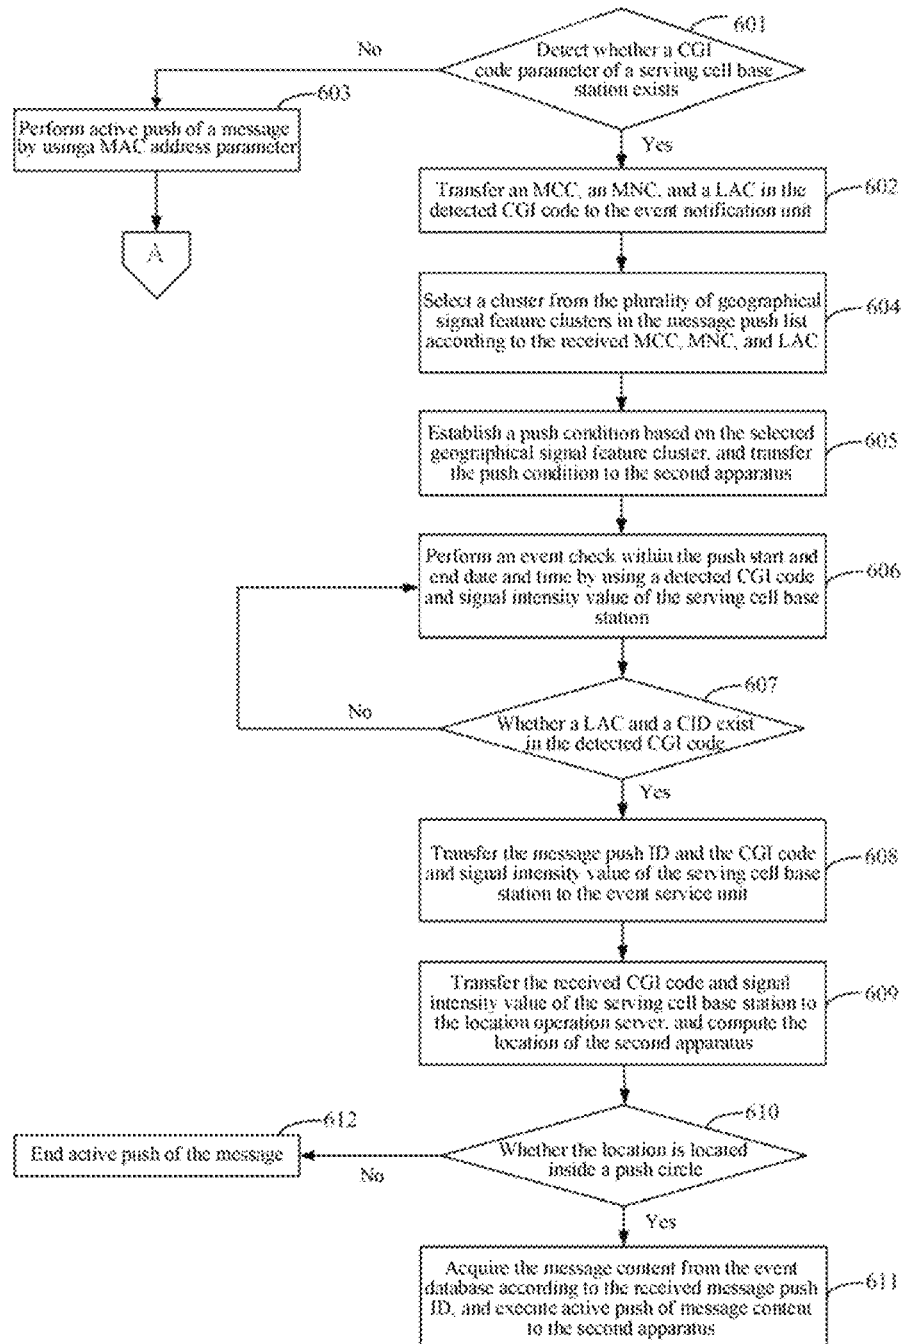 601
Detect whether a CGI
code parameter of a serving cell base
station exists
No
Yes
603
Perform active push of a message
by usinga MAC address parameter
A
602
Transfer an MCC, an MNC, and a LAC in the
detected CGI code to the event notification unit
604
Select a cluster from the plurality of geographical
signal feature clusters in the message push list
according to the received MCC, MNC, and LAC
605
Establish a push condition based on the selected
geographical signal feature cluster, and transfer
the push condition to the second apparatus
606
Perform an event check within the push start and
end date and time by using a detected CGI code
and signal intensity value of the serving cell base
station
607
Whether a LAC and a CID exist
in the detected CGI code
No
Yes
608
Transfer the message push ID and the CGI code
and signal intensity value of the serving cell base
station to the event service unit
609
Transfer the received CGI code and signal
intensity value of the serving cell base station to
the location operation server, and compute the
location of the second apparatus
610
Whether the location is located
inside a push circle
No
612
End active push of the message
Yes
611
Acquire the message content from the event
database according to the received message push
ID, and execute active push of message content
to the second apparatus